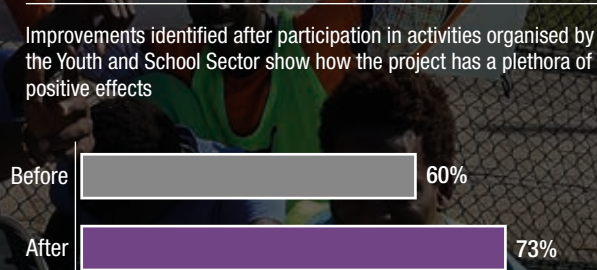 Improvements identified after participation in activities organised by
the Youth and School Sector show how the project has a plethora of
positive effects
Before 60%
After 73%